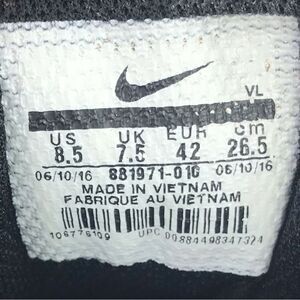 VL
US UK EUR cm
8.5 7.5 42 26.5
06/10/16 881971-010 06/10/16
MADE IN VIETNAM
FABRIQUE AU VIETNAM
UPC